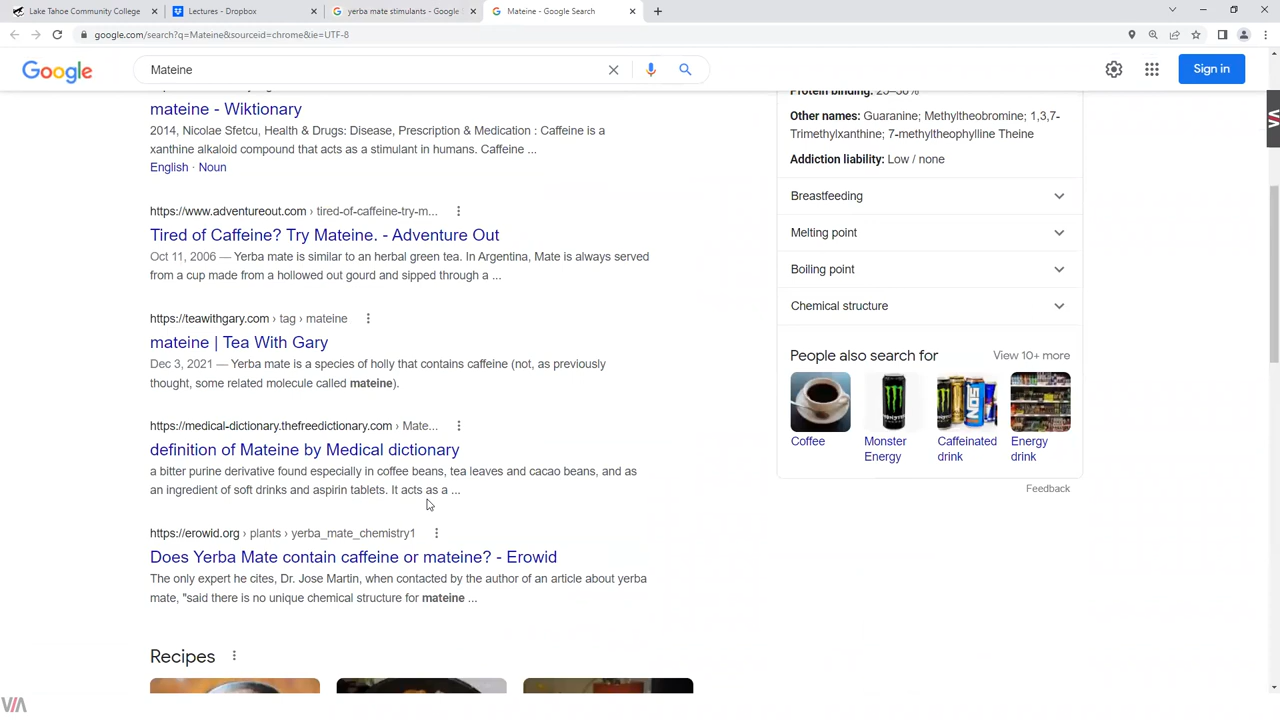 Lake Tahoe Community College
Lectures - Dropbox
yerba mate stimulants - Google S
Mateine - Google Search
google.com/search?q=Mateine&sourceid=chrome&ie=UTF-8
Google
Mateine
Sign in
mateine - Wiktionary
2014, Nicolae Sfetcu, Health & Drugs: Disease, Prescription & Medication : Caffeine is a
xanthine alkaloid compound that acts as a stimulant in humans. Caffeine ...
English · Noun
https://www.adventureout.com › tired-of-caffeine-try-m...
Tired of Caffeine? Try Mateine. - Adventure Out
Oct 11, 2006 — Yerba mate is similar to an herbal green tea. In Argentina, Mate is always served
from a cup made from a hollowed out gourd and sipped through a ...
https://teawithgary.com › tag › mateine
mateine | Tea With Gary
Dec 3, 2021 — Yerba mate is a species of holly that contains caffeine (not, as previously
thought, some related molecule called mateine).
https://medical-dictionary.thefreedictionary.com › Mate...
definition of Mateine by Medical dictionary
a bitter purine derivative found especially in coffee beans, tea leaves and cacao beans, and as
an ingredient of soft drinks and aspirin tablets. It acts as a ...
https://erowid.org › plants › yerba_mate_chemistry1
Does Yerba Mate contain caffeine or mateine? - Erowid
The only expert he cites, Dr. Jose Martin, when contacted by the author of an article about yerba
mate, "said there is no unique chemical structure for mateine ...
Recipes
Protein binding: 25–36%
Other names: Guaranine; Methyltheobromine; 1,3,7-
Trimethylxanthine; 7-methyltheophylline Theine
Addiction liability: Low / none
Breastfeeding
Melting point
Boiling point
Chemical structure
People also search for
View 10+ more
Coffee
Monster
Energy
Caffeinated
drink
Energy
drink
Feedback
VIA